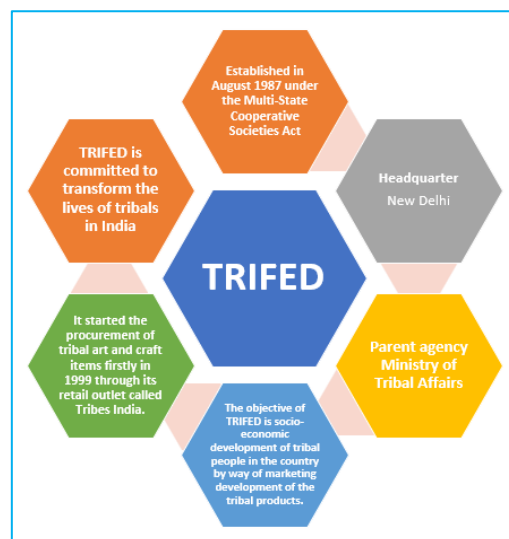 Established in
August 1987 under
the Multi-State
Cooperative
Societies Act
TRIFED is
committed to
transform the
lives of tribals
in India
Headquarter
New Delhi
TRIFED
It started the
procurement of
tribal art and craft
items firstly in
1999 through its
retail outlet called
Tribes India.
Parent agency
Ministry of
Tribal Affairs
The objective of
TRIFED is socio-
economic
development of tribal
people in the country
by way of marketing
development of the
tribal products.